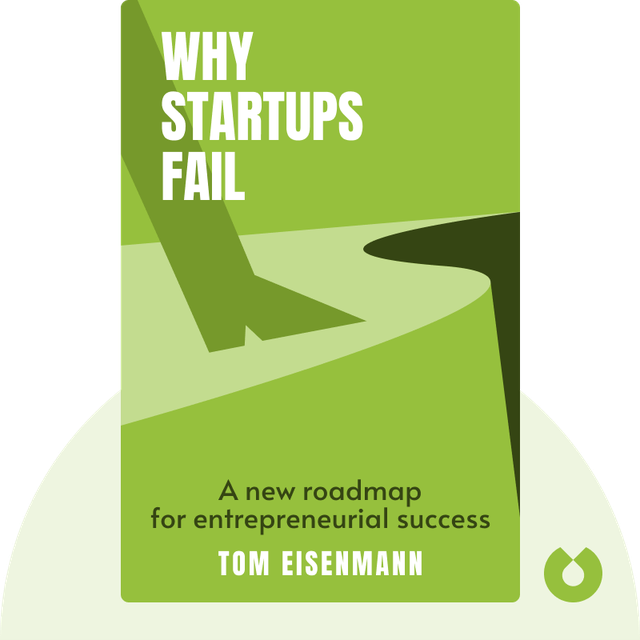 WHY
STARTUPS
FAIL
A new roadmap
for entrepreneurial success
TOM EISENMANN